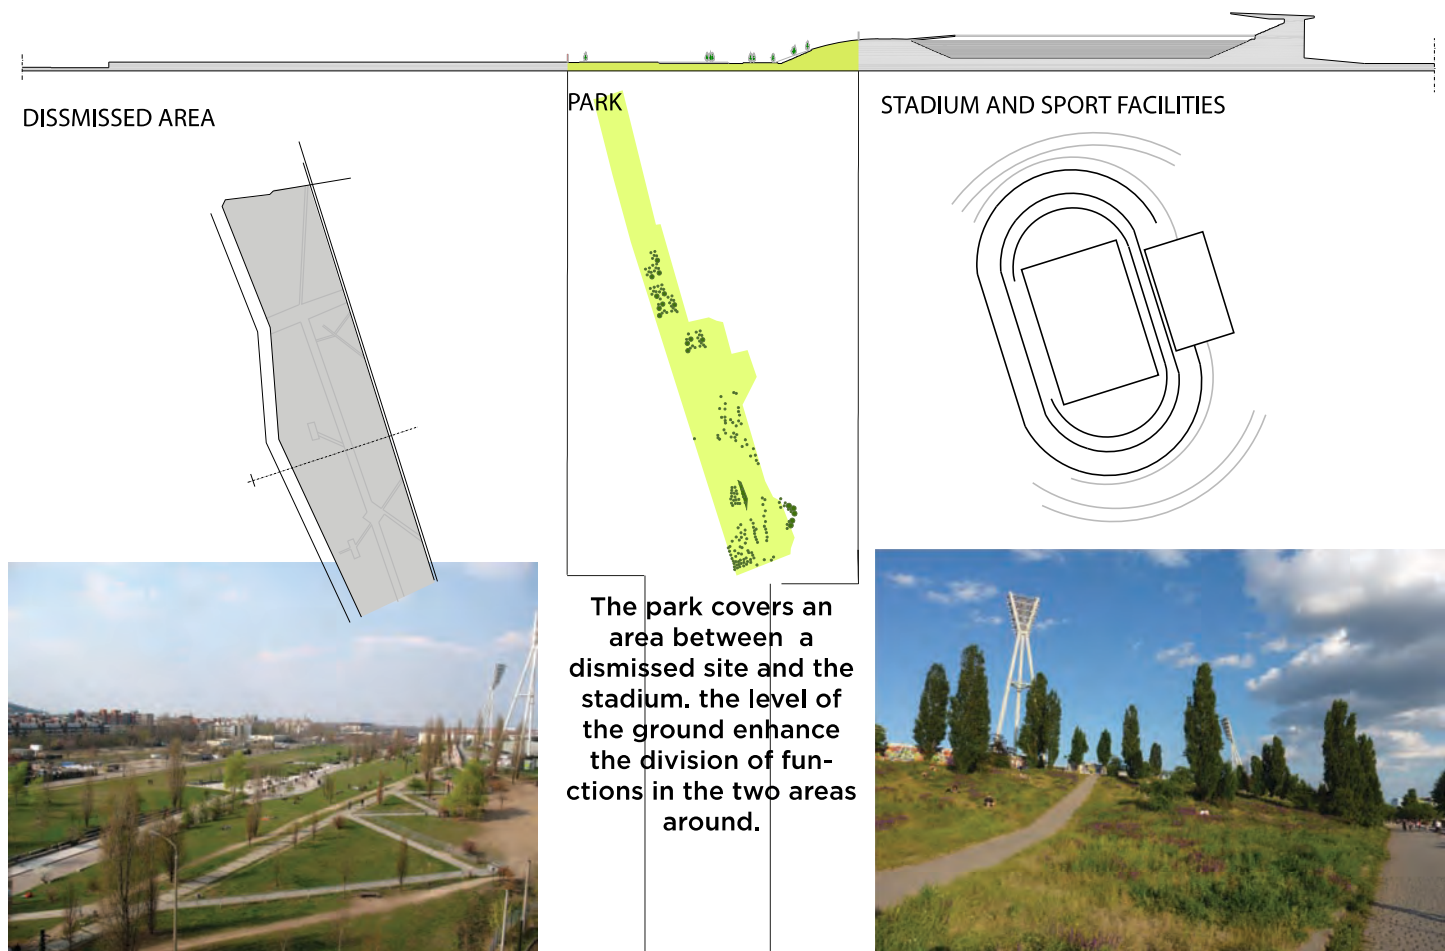 DISSMISSED AREA
PARK
STADIUM AND SPORT FACILITIES
The park covers an
area between a
dismissed site and the
stadium. the level of
the ground enhance
the division of fun-
ctions in the two areas
around.